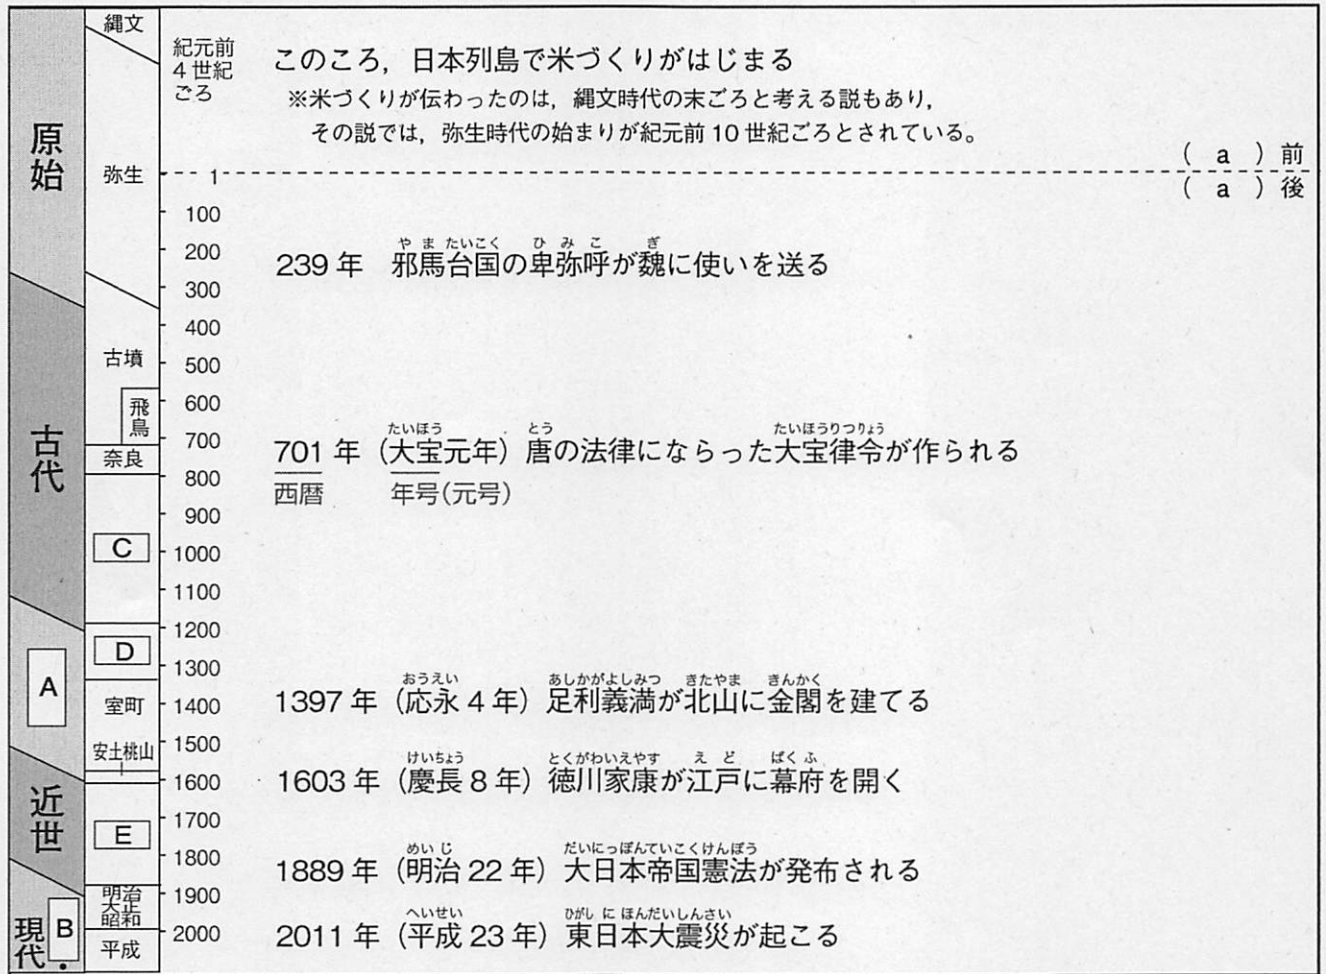 縄文
紀元前
4世紀
ごろ
このころ，日本列島で米づくりがはじまる
※米づくりが伝わったのは，縄文時代の末ごろと考える説もあり，
その説では，弥生時代の始まりが紀元前10世紀ごろとされている。
原始
弥生
1
( a ) 前
( a ) 後
100
200
やまたいこく ひみこ ぎ
239年 邪馬台国の卑弥呼が魏に使いを送る
300
400
古墳
500
飛鳥
600
古代
700
たいほう とう たいほうりつりょう
701年（大宝元年）唐の法律にならった大宝律令が作られる
西暦 年号(元号)
奈良
800
900
C
1000
1100
1200
D
1300
A
室町
1400
おうえい あしかがよしみつ きたやま きんかく
1397年（応永4年）足利義満が北山に金閣を建てる
1500
安土桃山
1600
けいちょう とくがわいえやす えど ばくふ
1603年（慶長8年）徳川家康が江戸に幕府を開く
近世
1700
E
1800
めいじ だいにっぽんていこくけんぽう
1889年（明治22年）大日本帝国憲法が発布される
1900
明治
大正
昭和
B
現代・
2000
平成
へいせい ひがしにほんだいしんさい
2011年（平成23年）東日本大震災が起こる